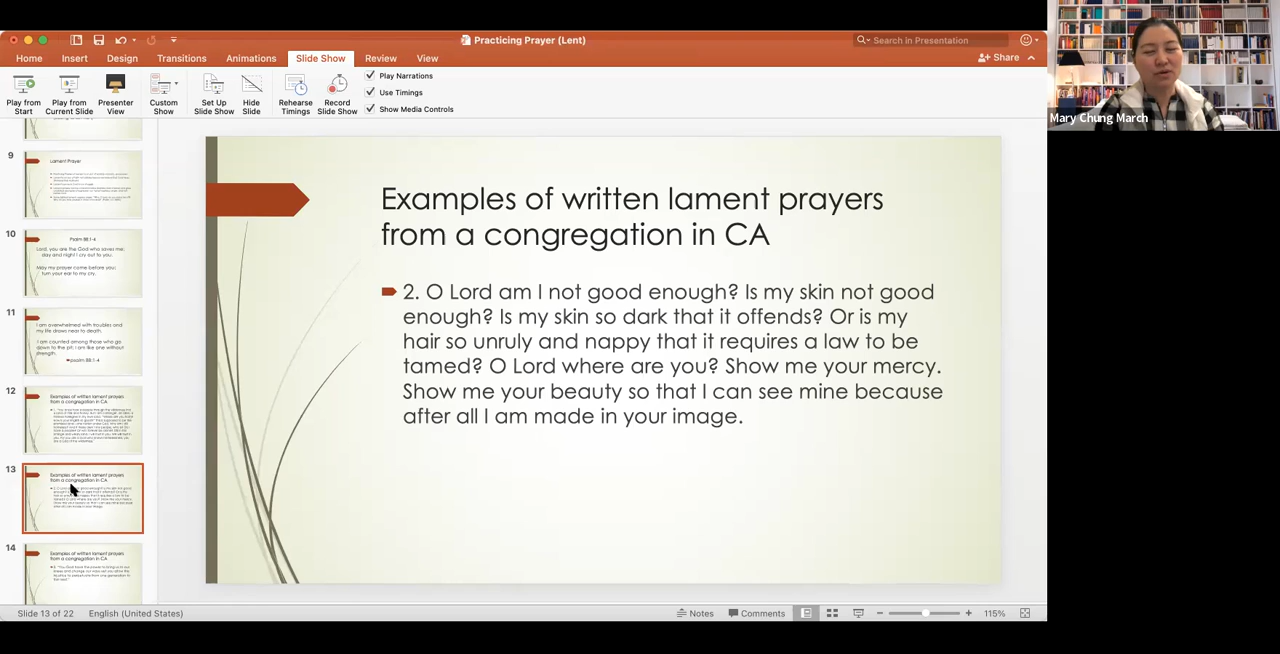 Practicing Prayer (Lent)
Search in Presentation
Home Insert Design Transitions Animations Slide Show Review View
Share
Play from Start
Play from Current Slide
Presenter View
Custom Show
Set Up Slide Show
Hide Slide
Rehearse Timings
Record Slide Show
Play Narrations
Use Timings
Show Media Controls
Mary Chung March
9
Lament Prayer
10
Psalm 88:1-4
Lord, you are the God who saves me;
day and night I cry out to you.
May my prayer come before you;
turn your ear to my cry.
11
I am overwhelmed with troubles and
my life draws near to death.
I am counted among those who go
down to the pit; I am like one without
strength.
psalm 88:1-4
12
Examples of written lament prayers
from a congregation in CA
13
Examples of written lament prayers
from a congregation in CA
14
Examples of written lament prayers
from a congregation in CA
Examples of written lament prayers
from a congregation in CA
2. O Lord am I not good enough? Is my skin not good
enough? Is my skin so dark that it offends? Or is my
hair so unruly and nappy that it requires a law to be
tamed? O Lord where are you? Show me your mercy.
Show me your beauty so that I can see mine because
after all I am made in your image.
Slide 13 of 22
English (United States)
Notes
Comments
115%